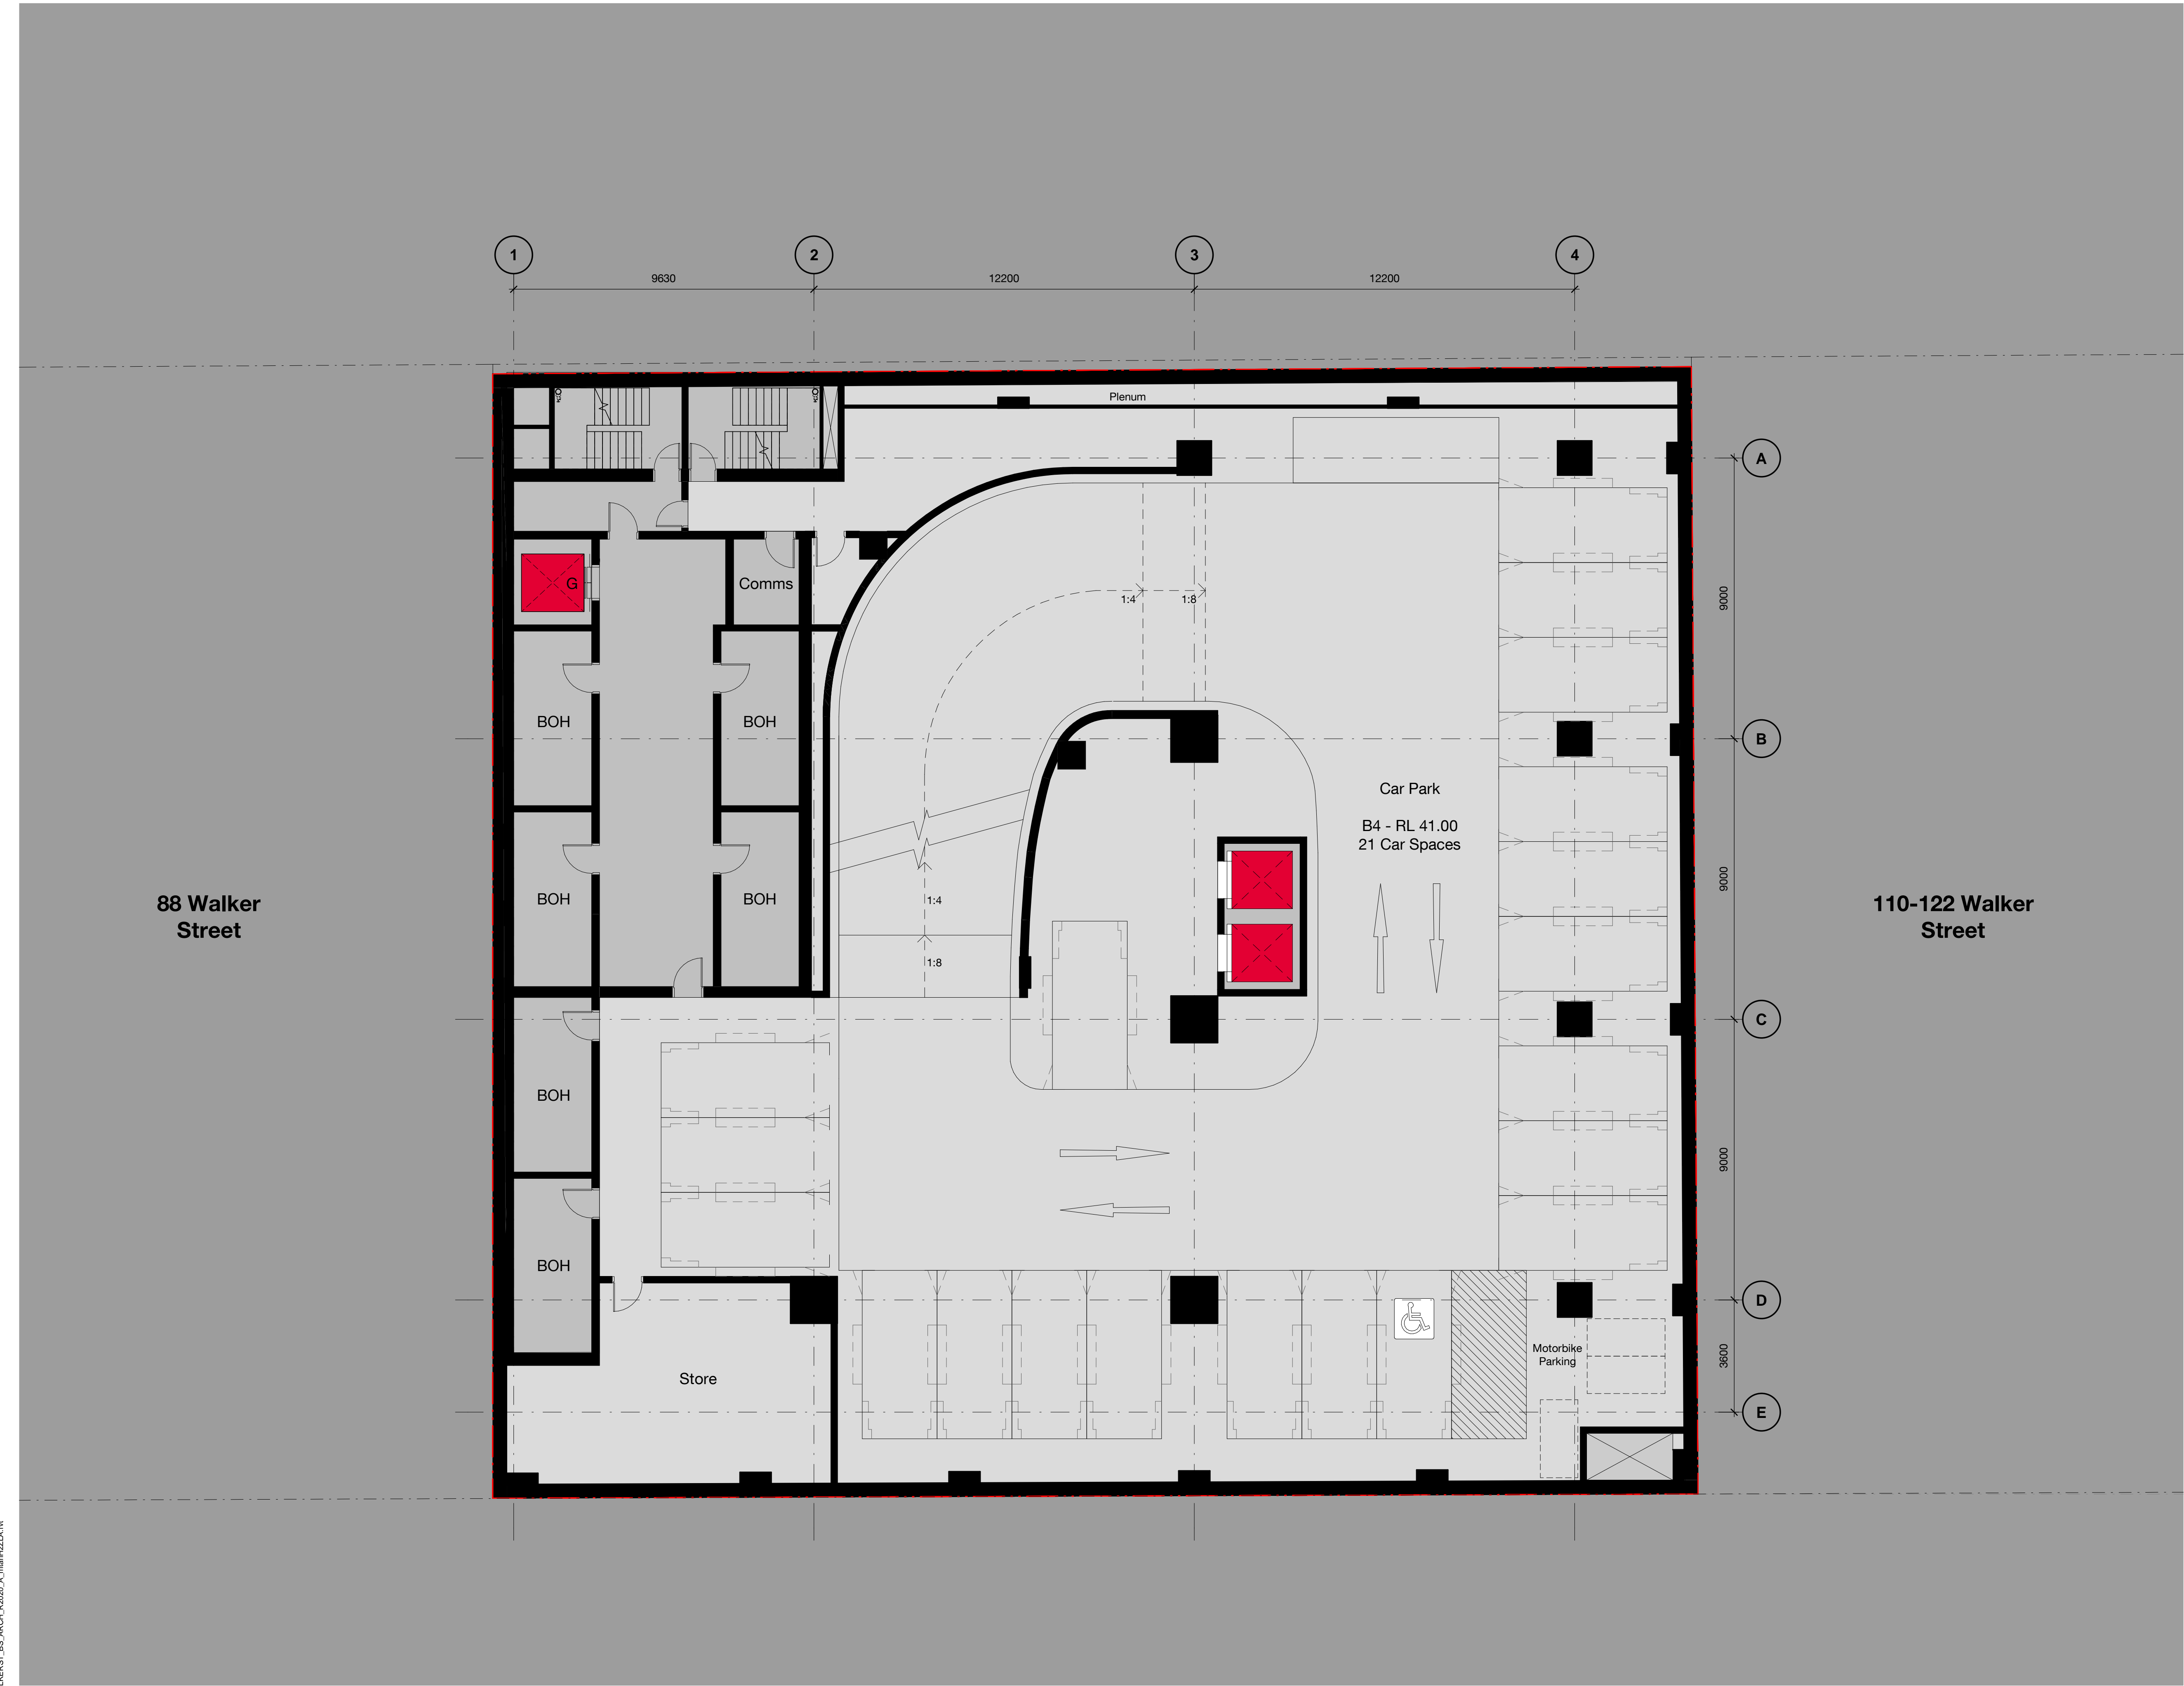 1
2
3
4
9630
12200
12200
Plenum
A
G
Comms
1:4
1:8
9000
BOH
BOH
B
Car Park
B4 - RL 41.00
21 Car Spaces
88 Walker
Street
BOH
BOH
1:4
1:8
9000
110-122 Walker
Street
C
BOH
9000
BOH
D
Motorbike
Parking
3600
Store
E